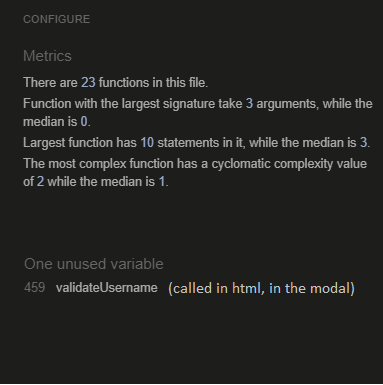 CONFIGURE
Metrics
There are 23 functions in this file.
Function with the largest signature take 3 arguments, while the
median is 0.
Largest function has 10 statements in it, while the median is 3.
The most complex function has a cyclomatic complexity value
of 2 while the median is 1.
One unused variable
459 validateUsername (called in html, in the modal)